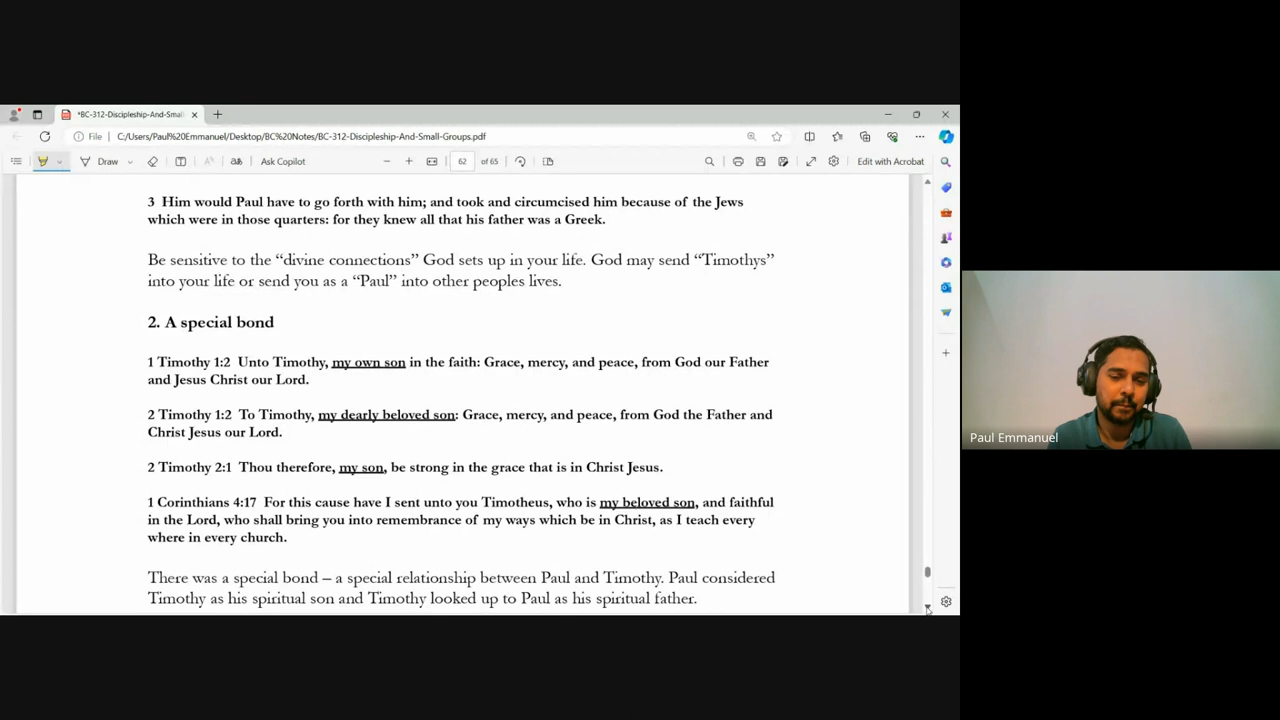 *BC-312-Discipleship-And-Smal
File
C:/Users/Paul%20Emmanuel/Desktop/BC%20Notes/BC-312-Discipleship-And-Small-Groups.pdf
Draw
Ask Copilot
62 of 65
Edit with Acrobat
3 Him would Paul have to go forth with him; and took and circumcised him because of the Jews
which were in those quarters: for they knew all that his father was a Greek.
Be sensitive to the “divine connections” God sets up in your life. God may send “Timothys”
into your life or send you as a “Paul” into other peoples lives.
2. A special bond
1 Timothy 1:2 Unto Timothy, my own son in the faith: Grace, mercy, and peace, from God our Father
and Jesus Christ our Lord.
2 Timothy 1:2 To Timothy, my dearly beloved son: Grace, mercy, and peace, from God the Father and
Christ Jesus our Lord.
2 Timothy 2:1 Thou therefore, my son, be strong in the grace that is in Christ Jesus.
1 Corinthians 4:17 For this cause have I sent unto you Timotheus, who is my beloved son, and faithful
in the Lord, who shall bring you into remembrance of my ways which be in Christ, as I teach every
where in every church.
There was a special bond – a special relationship between Paul and Timothy. Paul considered
Timothy as his spiritual son and Timothy looked up to Paul as his spiritual father.
Paul Emmanuel